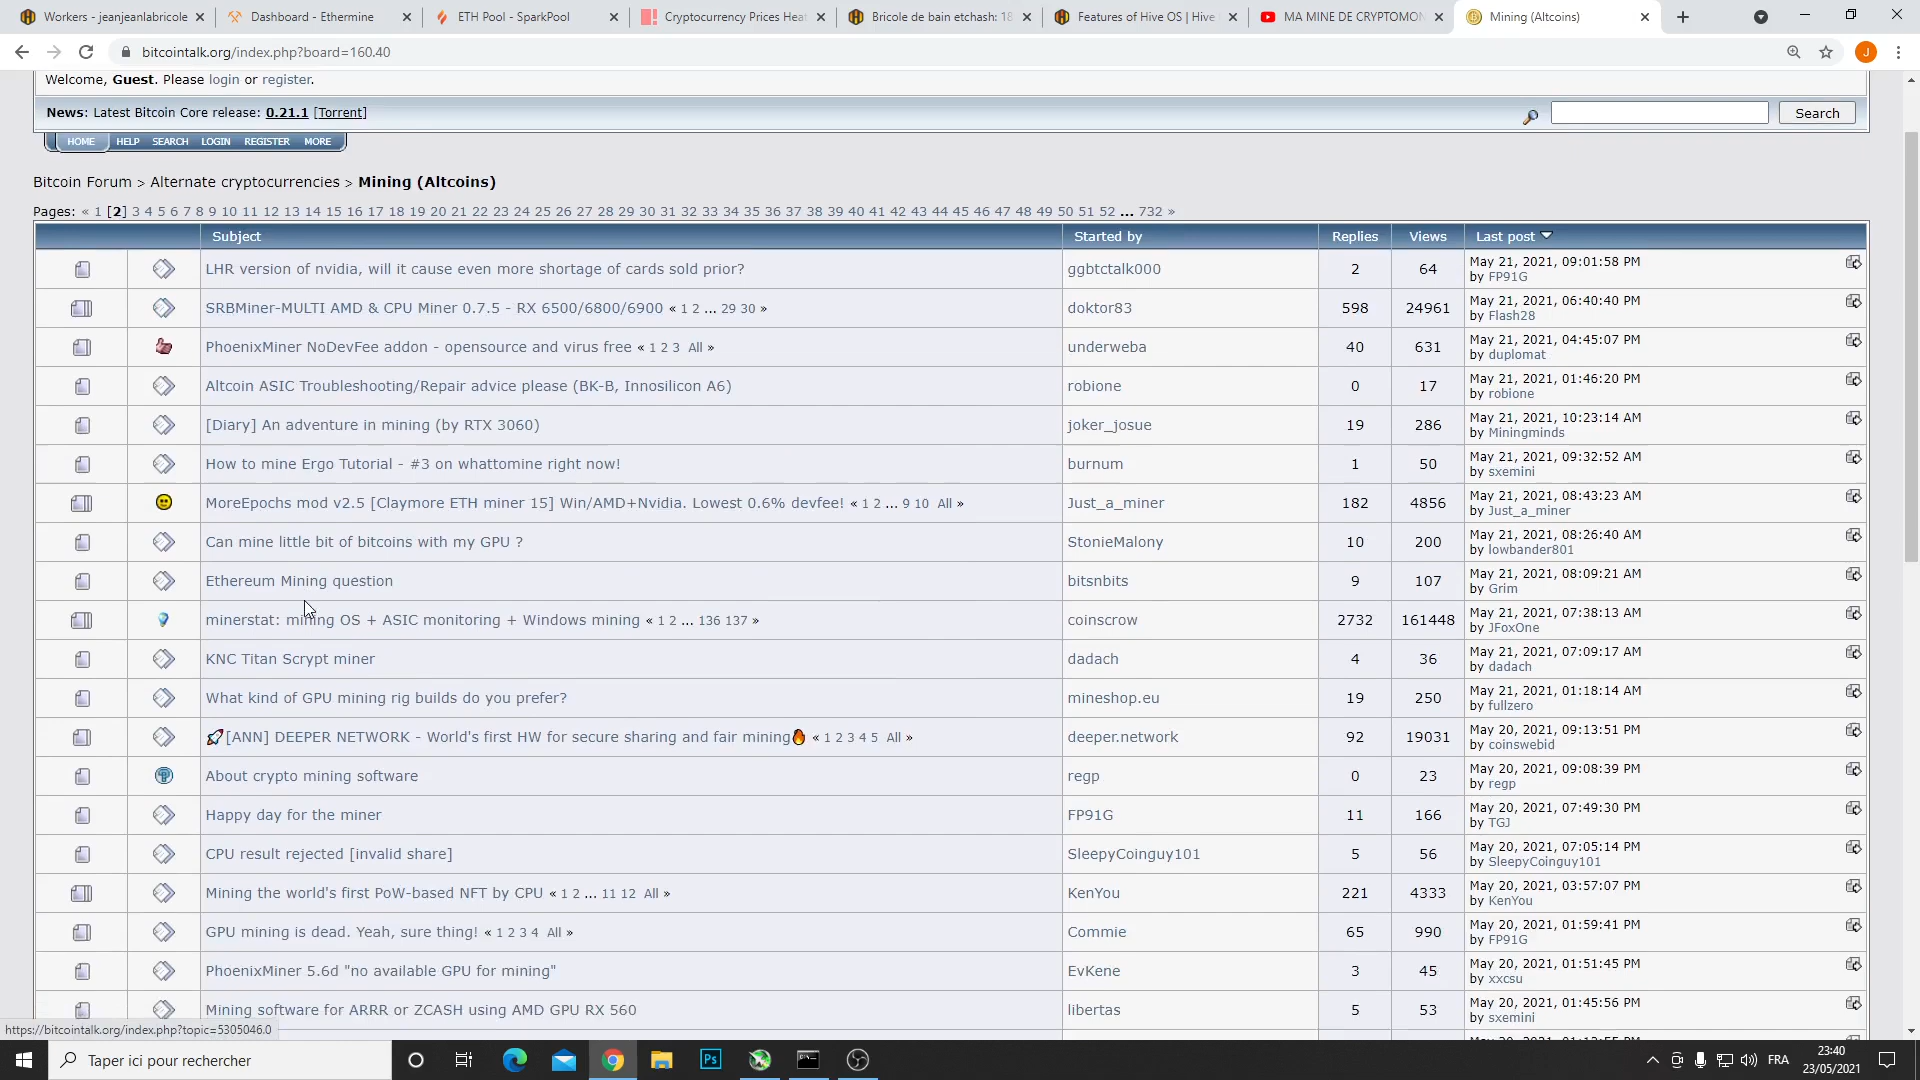 Workers - jeanjeanlabricole
Dashboard - Ethermine
ETH Pool - SparkPool
Cryptocurrency Prices Hea
Bricole de bain etchash: 18
Features of Hive OS | Hive
MA MINE DE CRYPTOMON
Mining (Altcoins)
bitcointalk.org/index.php?board=160.40
J
Welcome, Guest. Please login or register.
News: Latest Bitcoin Core release: 0.21.1 [Torrent]
Search
HOME HELP SEARCH LOGIN REGISTER MORE
Bitcoin Forum > Alternate cryptocurrencies > Mining (Altcoins)
Pages: « 1 [2] 3 4 5 6 7 8 9 10 11 12 13 14 15 16 17 18 19 20 21 22 23 24 25 26 27 28 29 30 31 32 33 34 35 36 37 38 39 40 41 42 43 44 45 46 47 48 49 50 51 52 ... 732 »
Subject Started by Replies Views Last post
LHR version of nvidia, will it cause even more shortage of cards sold prior? ggbtctalk000 2 64 May 21, 2021, 09:01:58 PM
by FP91G
SRBMiner-MULTI AMD & CPU Miner 0.7.5 - RX 6500/6800/6900 « 1 2 ... 29 30 » doktor83 598 24961 May 21, 2021, 06:40:40 PM
by Flash28
PhoenixMiner NoDevFee addon - opensource and virus free « 1 2 3 All » underweba 40 631 May 21, 2021, 04:45:07 PM
by duplomat
Altcoin ASIC Troubleshooting/Repair advice please (BK-B, Innosilicon A6) robione 0 17 May 21, 2021, 01:46:20 PM
by robione
[Diary] An adventure in mining (by RTX 3060) joker_josue 19 286 May 21, 2021, 10:23:14 AM
by Miningminds
How to mine Ergo Tutorial - #3 on whattomine right now! burnum 1 50 May 21, 2021, 09:32:52 AM
by sxemini
MoreEpochs mod v2.5 [Claymore ETH miner 15] Win/AMD+Nvidia. Lowest 0.6% devfee! « 1 2 ... 9 10 All » Just_a_miner 182 4856 May 21, 2021, 08:43:23 AM
by Just_a_miner
Can mine little bit of bitcoins with my GPU ? StonieMalony 10 200 May 21, 2021, 08:26:40 AM
by lowbander801
Ethereum Mining question bitsnbits 9 107 May 21, 2021, 08:09:21 AM
by Grim
minerstat: mining OS + ASIC monitoring + Windows mining « 1 2 ... 136 137 » coinscrow 2732 161448 May 21, 2021, 07:38:13 AM
by JFoxOne
KNC Titan Scrypt miner dadach 4 36 May 21, 2021, 07:09:17 AM
by dadach
What kind of GPU mining rig builds do you prefer? mineshop.eu 19 250 May 21, 2021, 01:18:14 AM
by fullzero
🚀[ANN] DEEPER NETWORK - World's first HW for secure sharing and fair mining🔥 « 1 2 3 4 5 All » deeper.network 92 19031 May 20, 2021, 09:13:51 PM
by coinswebid
About crypto mining software regp 0 23 May 20, 2021, 09:08:39 PM
by regp
Happy day for the miner FP91G 11 166 May 20, 2021, 07:49:30 PM
by TGJ
CPU result rejected [invalid share] SleepyCoinguy101 5 56 May 20, 2021, 07:05:14 PM
by SleepyCoinguy101
Mining the world's first PoW-based NFT by CPU « 1 2 ... 11 12 All » KenYou 221 4333 May 20, 2021, 03:57:07 PM
by KenYou
GPU mining is dead. Yeah, sure thing! « 1 2 3 4 All » Commie 65 990 May 20, 2021, 01:59:41 PM
by FP91G
PhoenixMiner 5.6d "no available GPU for mining" EvKene 3 45 May 20, 2021, 01:51:45 PM
by xxcsu
Mining software for ARRR or ZCASH using AMD GPU RX 560 libertas 5 53 May 20, 2021, 01:45:56 PM
by sxemini
https://bitcointalk.org/index.php?topic=5305046.0
Taper ici pour rechercher
Ps
FRA
23:40
23/05/2021